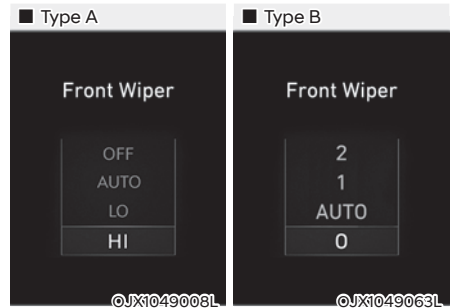 ■ Type A
Front Wiper
OFF
AUTO
LO
HI
OJX1049008L
■ Type B
Front Wiper
2
1
AUTO
0
OJX1049063L